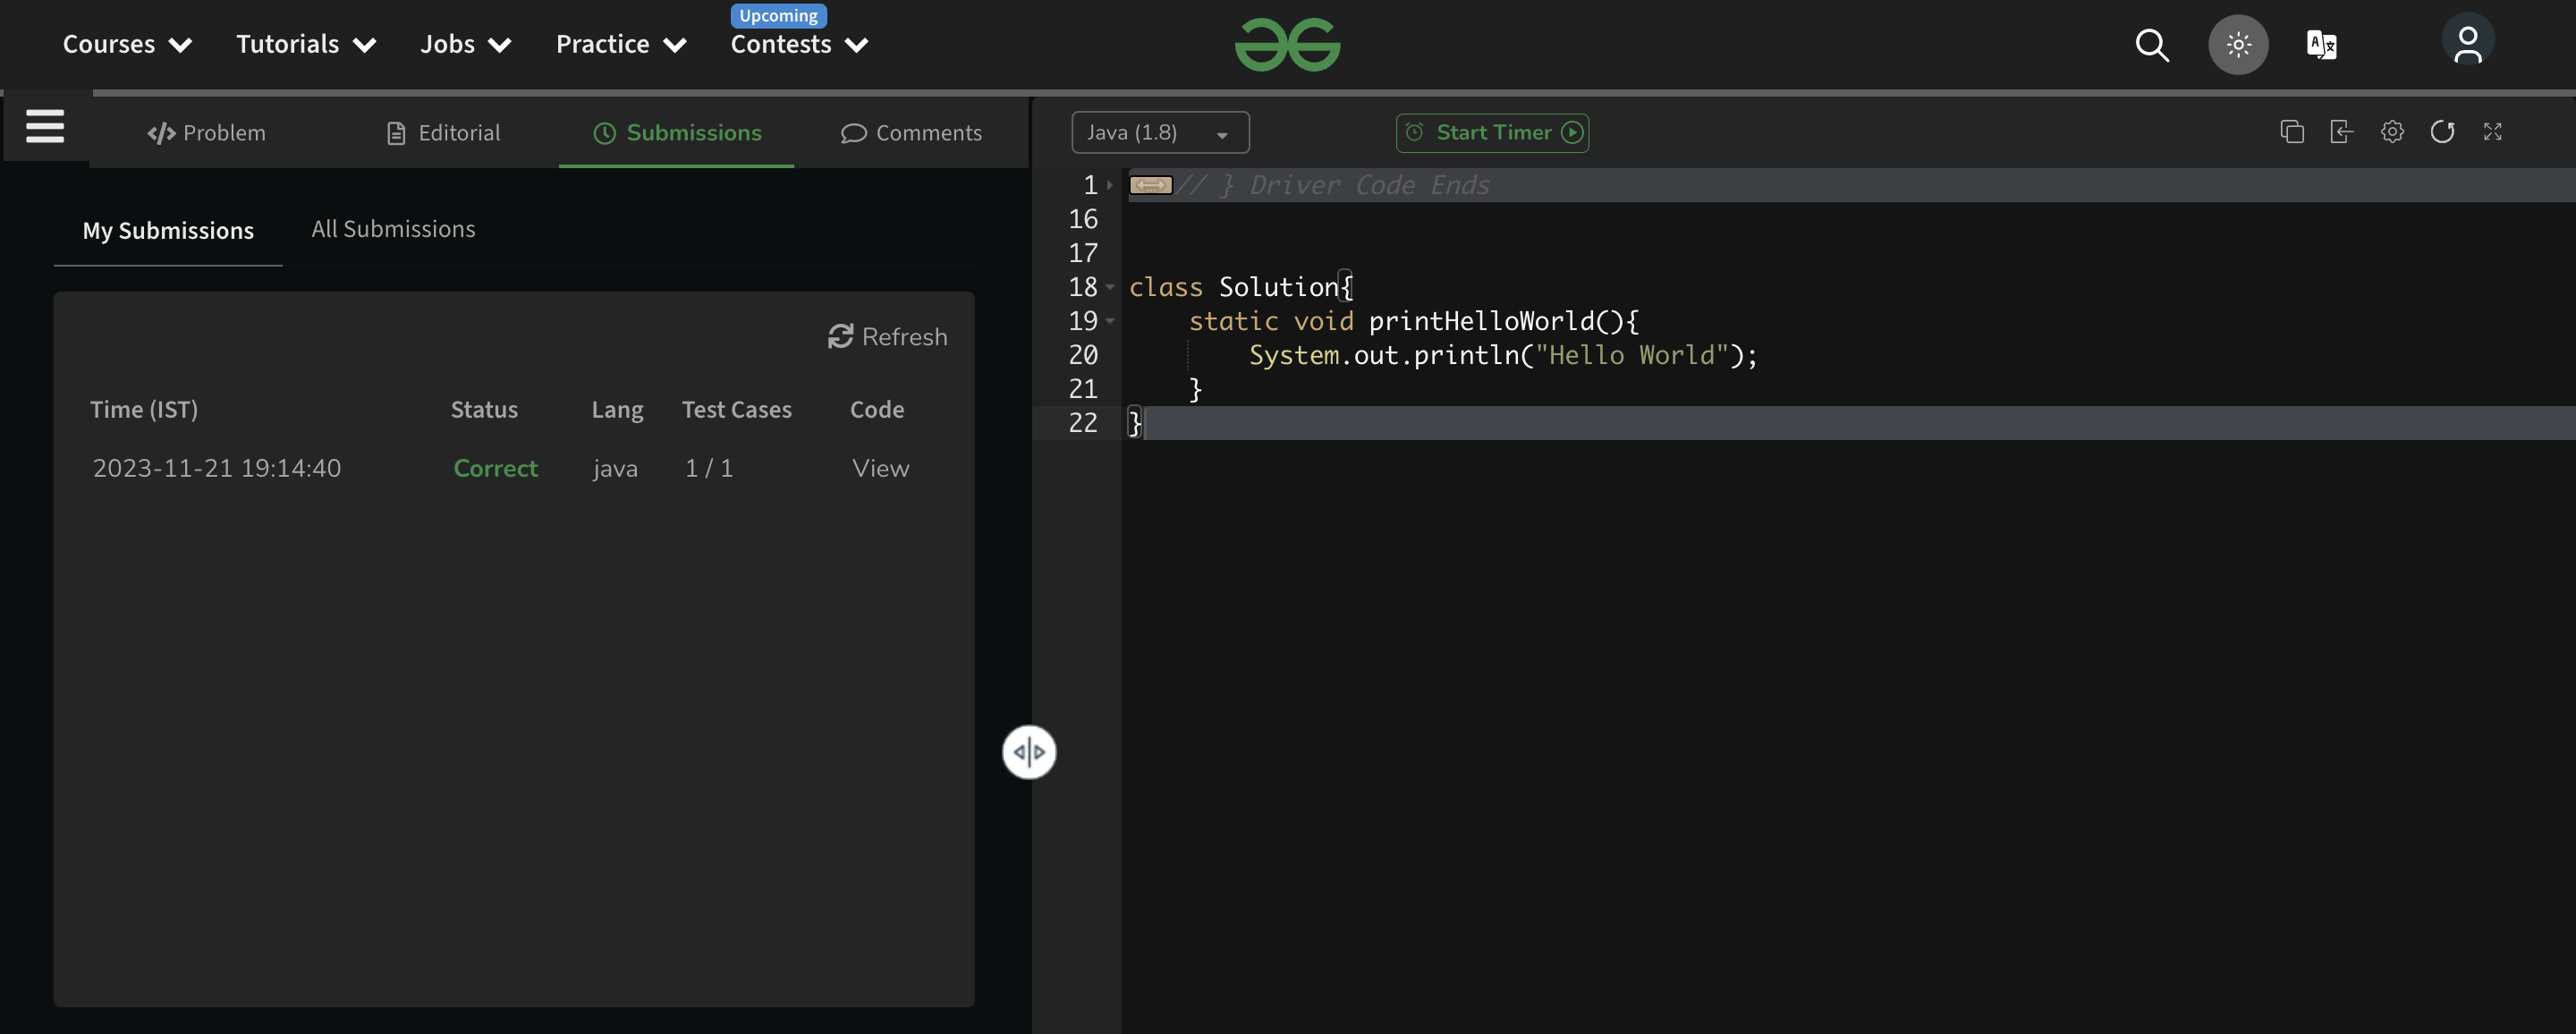 Courses Tutorials Jobs Practice Upcoming Contests
Problem Editorial Submissions Comments
My Submissions All Submissions
Refresh
Time (IST) Status Lang Test Cases Code
2023-11-21 19:14:40 Correct java 1 / 1 View
Java (1.8) Start Timer
1 // } Driver Code Ends
16
17
18 class Solution{
19 static void printHelloWorld(){
20 System.out.println("Hello World");
21 }
22 }